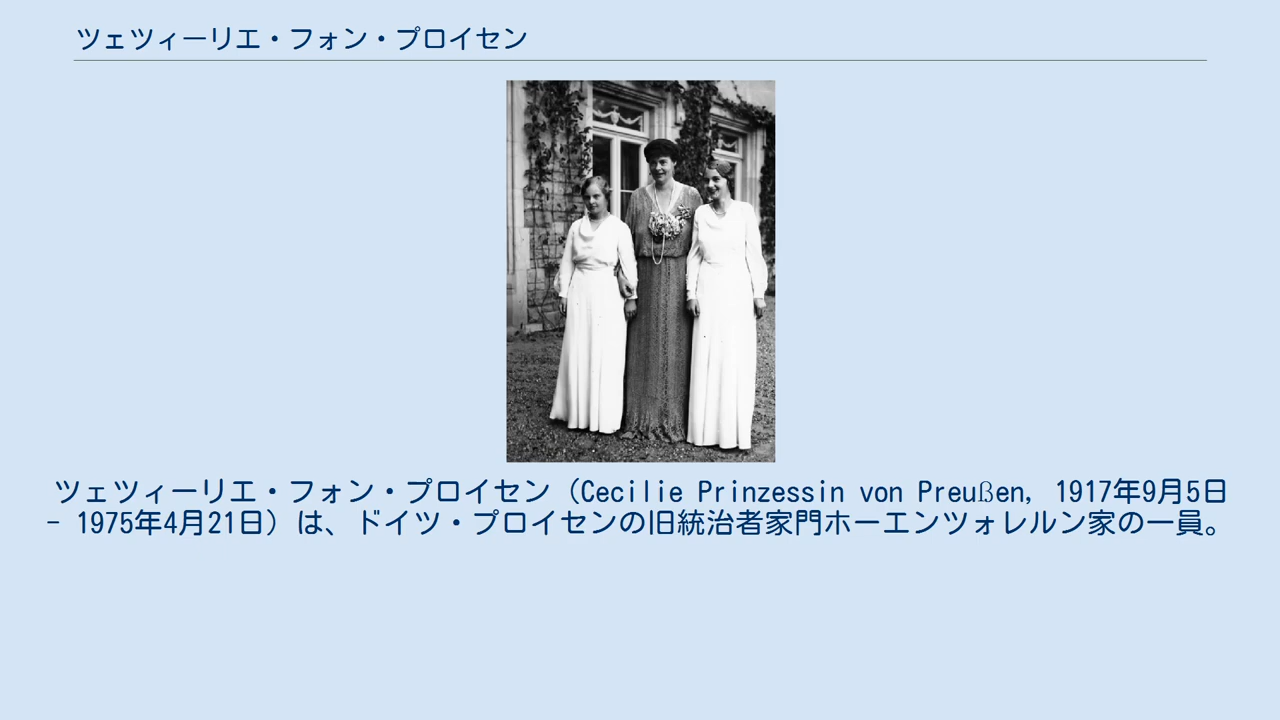 ツェツィーリエ・フォン・プロイセン
ツェツィーリエ・フォン・プロイセン（Cecilie Prinzessin von Preußen, 1917年9月5日
- 1975年4月21日）は、ドイツ・プロイセンの旧統治者家門ホーエンツォレルン家の一員。